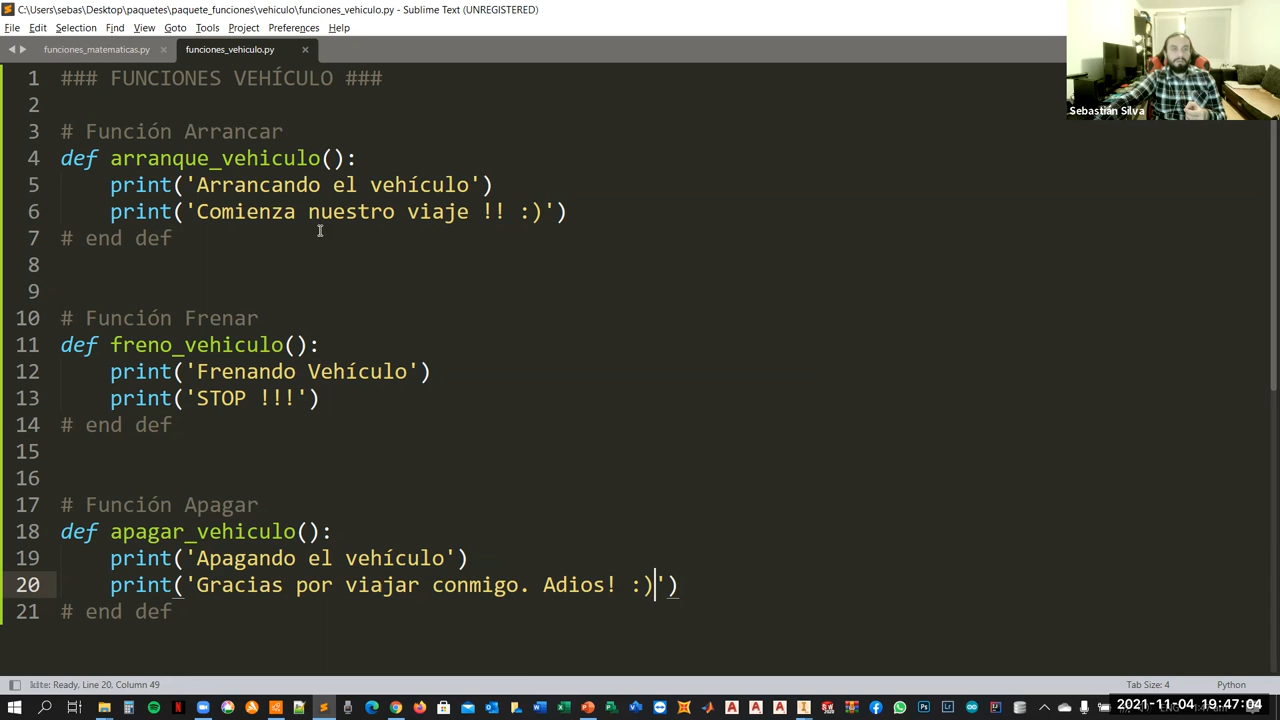 C:\Users\sebas\Desktop\paquetes\paquete_funciones\vehiculo\funciones_vehiculo.py - Sublime Text (UNREGISTERED)
File Edit Selection Find View Goto Tools Project Preferences Help
funciones_matematicas.py × funciones_vehiculo.py ×
Sebastián Silva
1 ### FUNCIONES VEHÍCULO ###
2
3 # Función Arrancar
4 def arranque_vehiculo():
5 print('Arrancando el vehículo')
6 print('Comienza nuestro viaje !! :)')
7 # end def
8
9
10 # Función Frenar
11 def freno_vehiculo():
12 print('Frenando Vehículo')
13 print('STOP !!!')
14 # end def
15
16
17 # Función Apagar
18 def apagar_vehiculo():
19 print('Apagando el vehículo')
20 print('Gracias por viajar conmigo. Adios! :)')
21 # end def
kite: Ready, Line 20, Column 49
Tab Size: 4 Python
2021-11-04 19:47:04